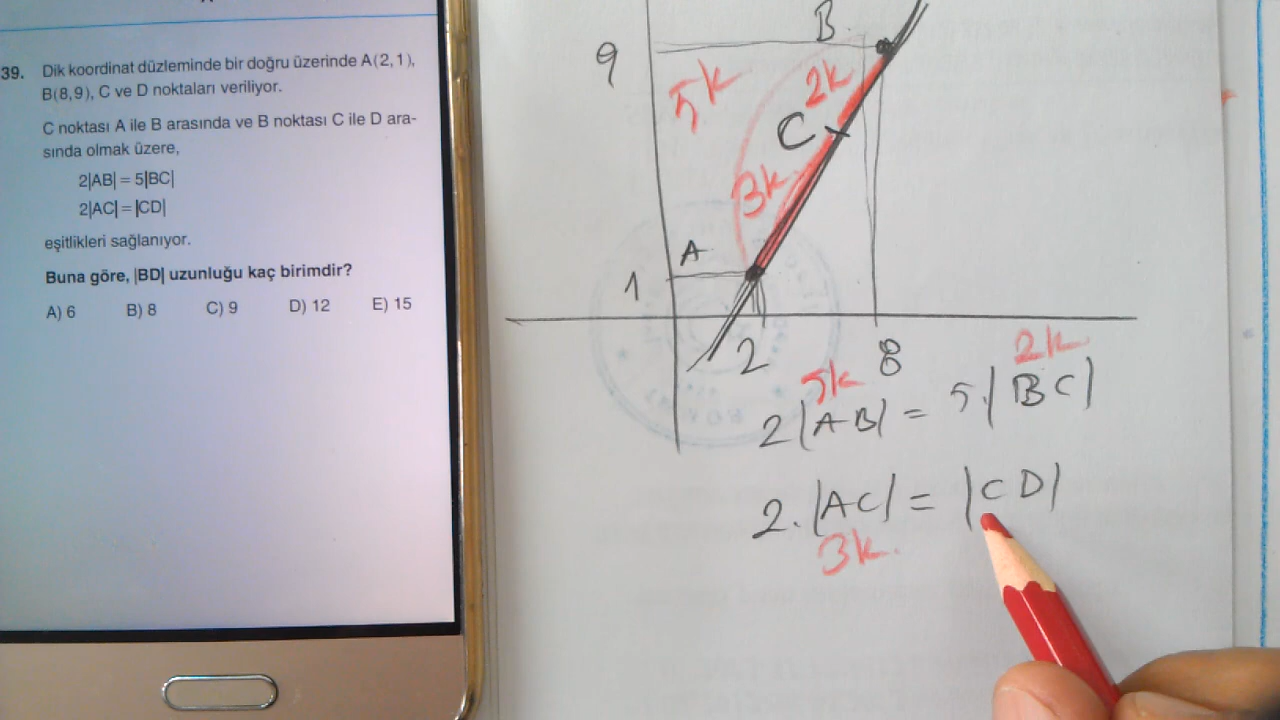 39. Dik koordinat düzleminde bir doğru üzerinde A(2,1),
B(8,9), C ve D noktaları veriliyor.
C noktası A ile B arasında ve B noktası C ile D ara-
sında olmak üzere,
2|AB| = 5|BC|
2|AC| = |CD|
eşitlikleri sağlanıyor.
Buna göre, |BD| uzunluğu kaç birimdir?
A) 6 B) 8 C) 9 D) 12 E) 15
B
9
5k
2k
C
3k
A
1
2
8
5k
2k
2|AB| = 5.|BC|
2.|AC| = |CD|
3k.